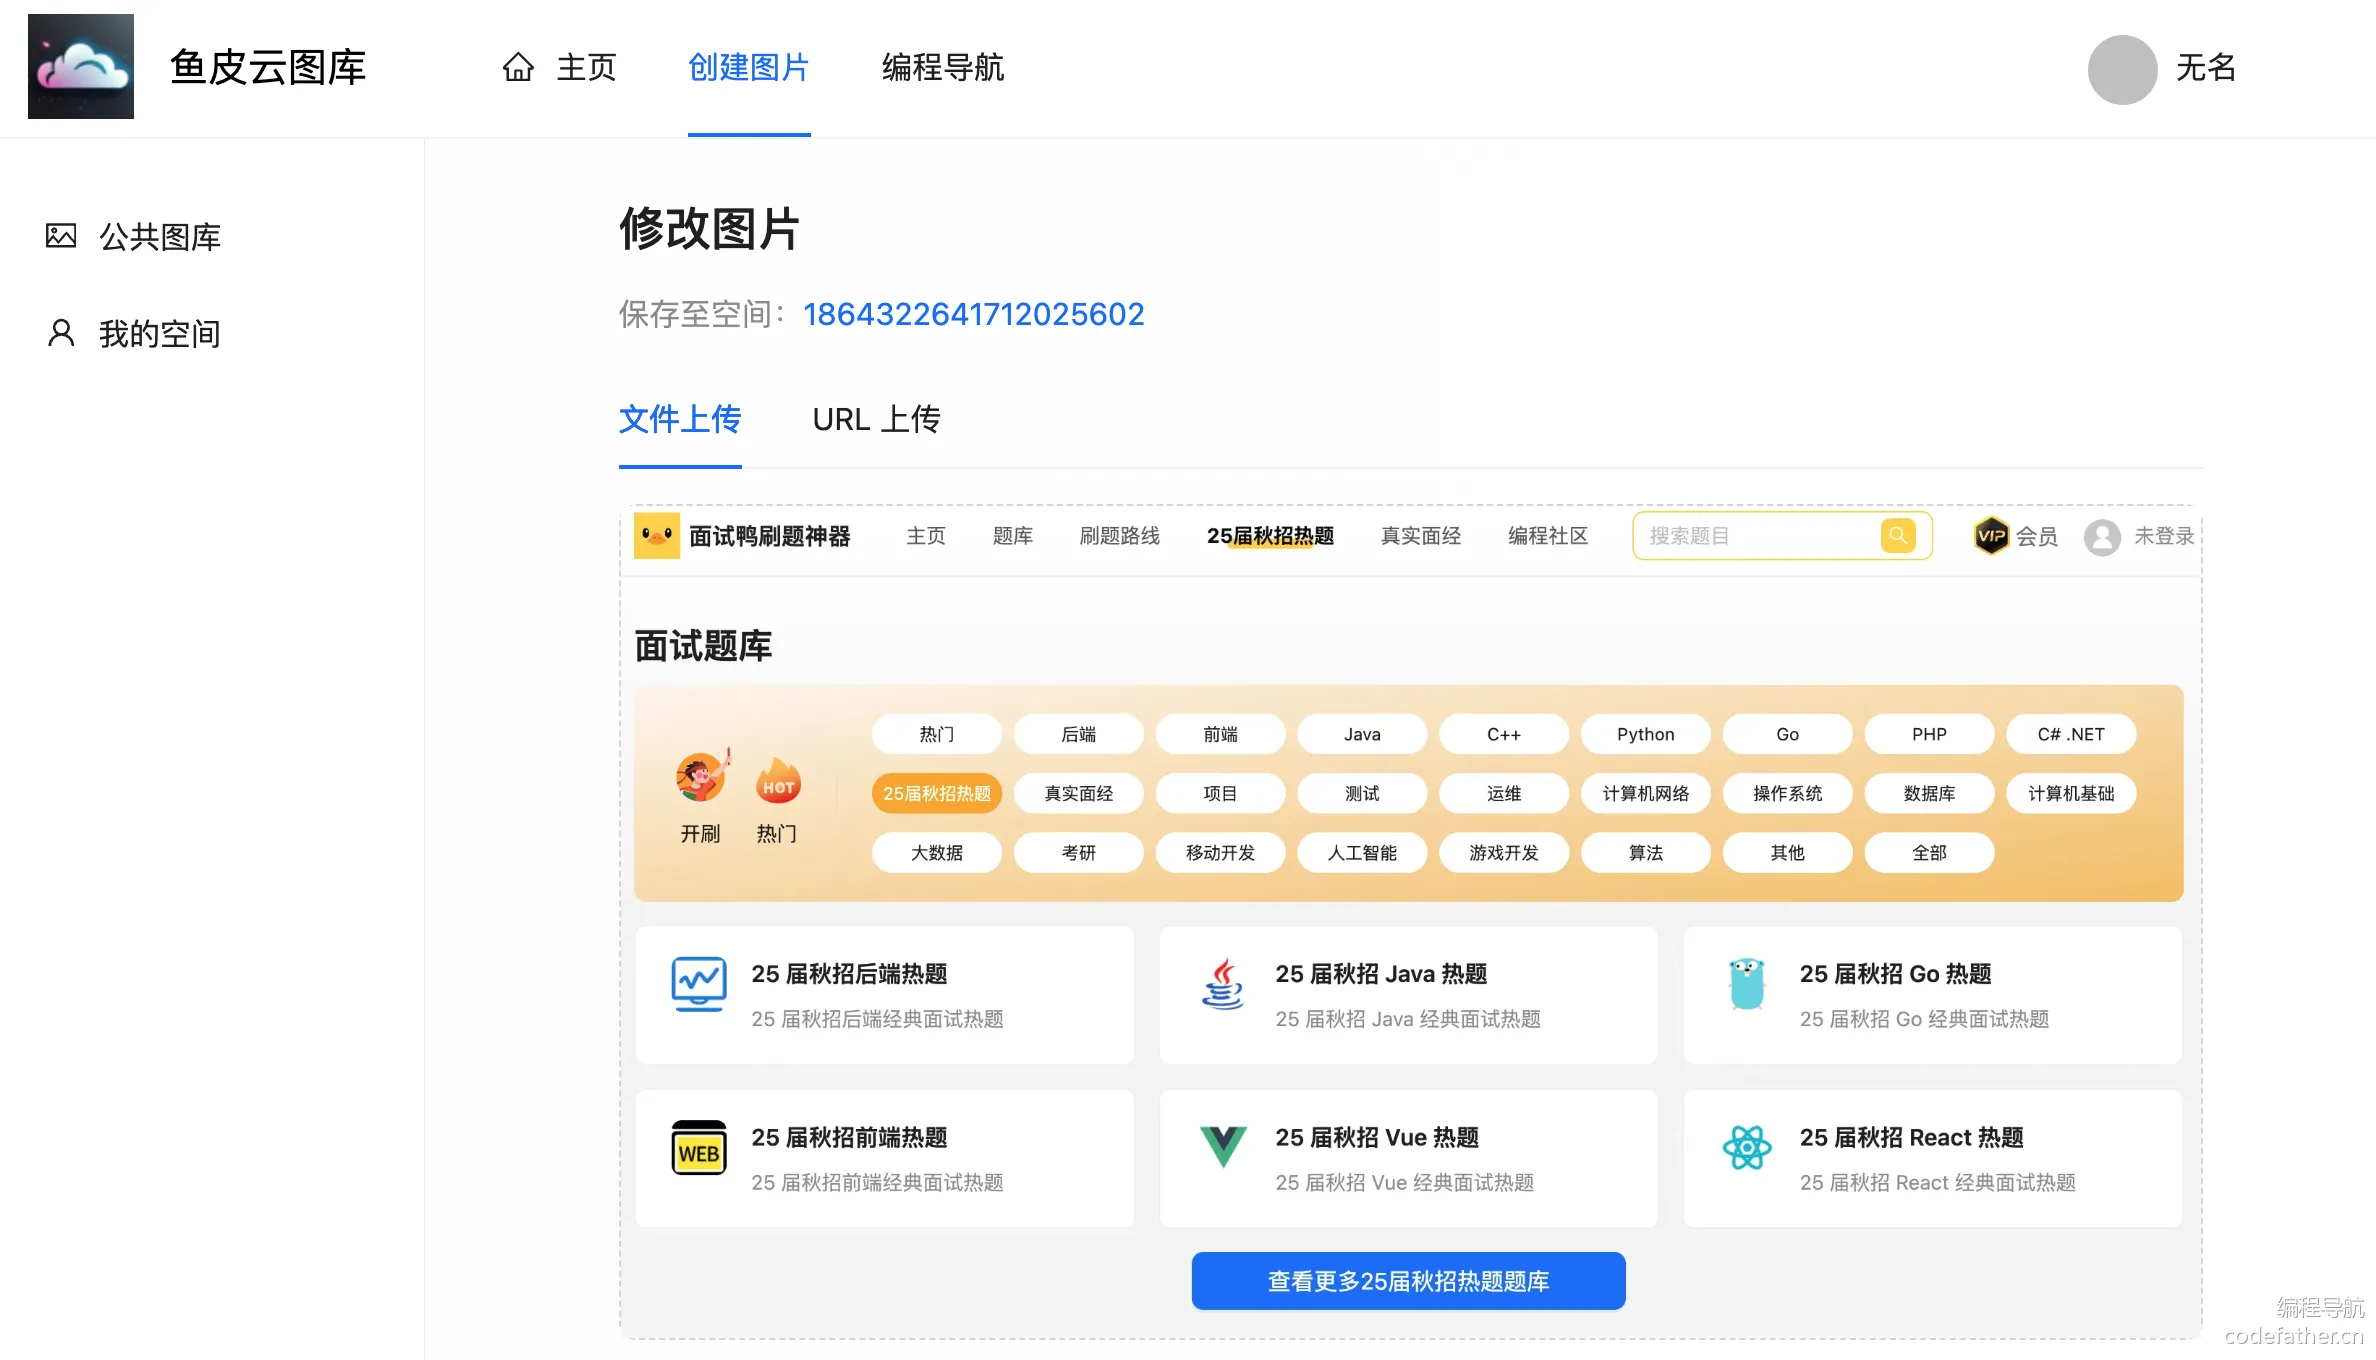 鱼皮云图库 主页 创建图片 编程导航 无名
公共图库
我的空间
修改图片
保存至空间：1864322641712025602
文件上传 URL 上传
面试鸭刷题神器 主页 题库 刷题路线 25届秋招热题 真实面经 编程社区 搜索题目 VIP 会员 未登录
面试题库
热门 后端 前端 Java C++ Python Go PHP C# .NET
HOT
25届秋招热题 真实面经 项目 测试 运维 计算机网络 操作系统 数据库 计算机基础
开刷 热门
大数据 考研 移动开发 人工智能 游戏开发 算法 其他 全部
25 届秋招后端热题
25 届秋招后端经典面试热题
25 届秋招 Java 热题
25 届秋招 Java 经典面试热题
25 届秋招 Go 热题
25 届秋招 Go 经典面试热题
WEB
25 届秋招前端热题
25 届秋招前端经典面试热题
25 届秋招 Vue 热题
25 届秋招 Vue 经典面试热题
25 届秋招 React 热题
25 届秋招 React 经典面试热题
查看更多25届秋招热题题库
编程导航
codefather.cn